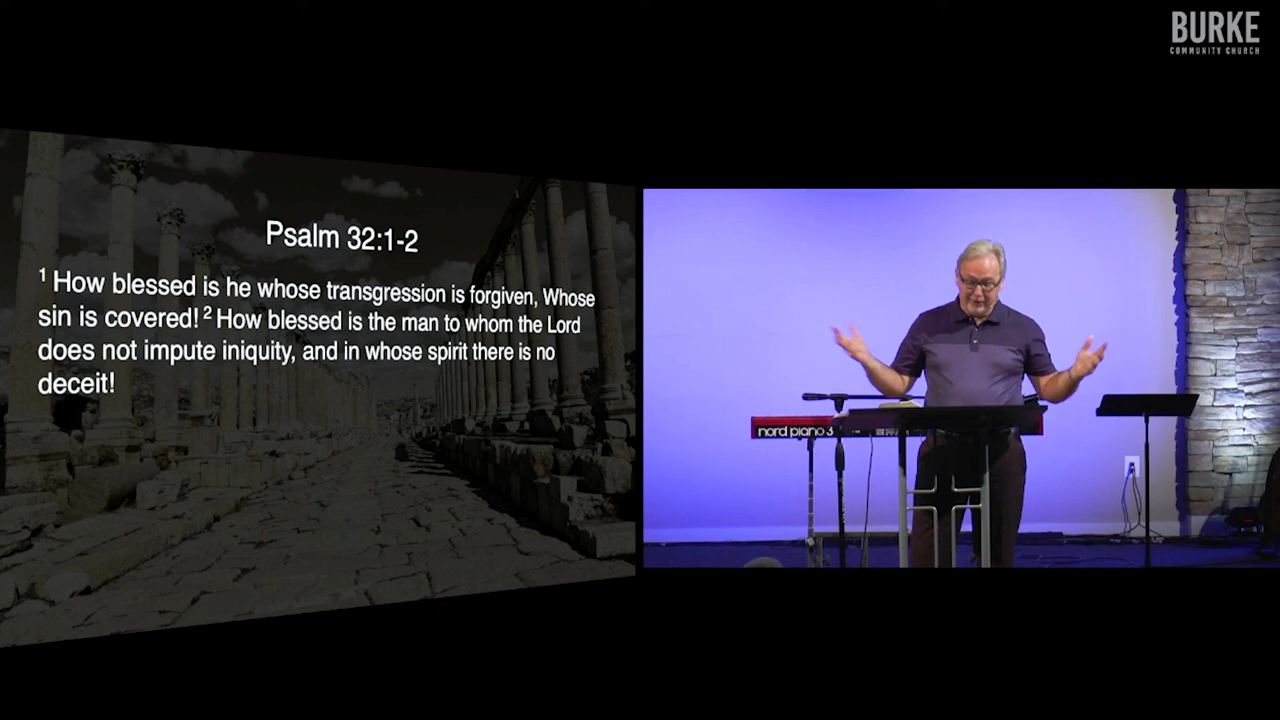 BURKE
COMMUNITY CHURCH
Psalm 32:1-2
1 How blessed is he whose transgression is forgiven, Whose
sin is covered! 2 How blessed is the man to whom the Lord
does not impute iniquity, and in whose spirit there is no
deceit!
nord piano 3